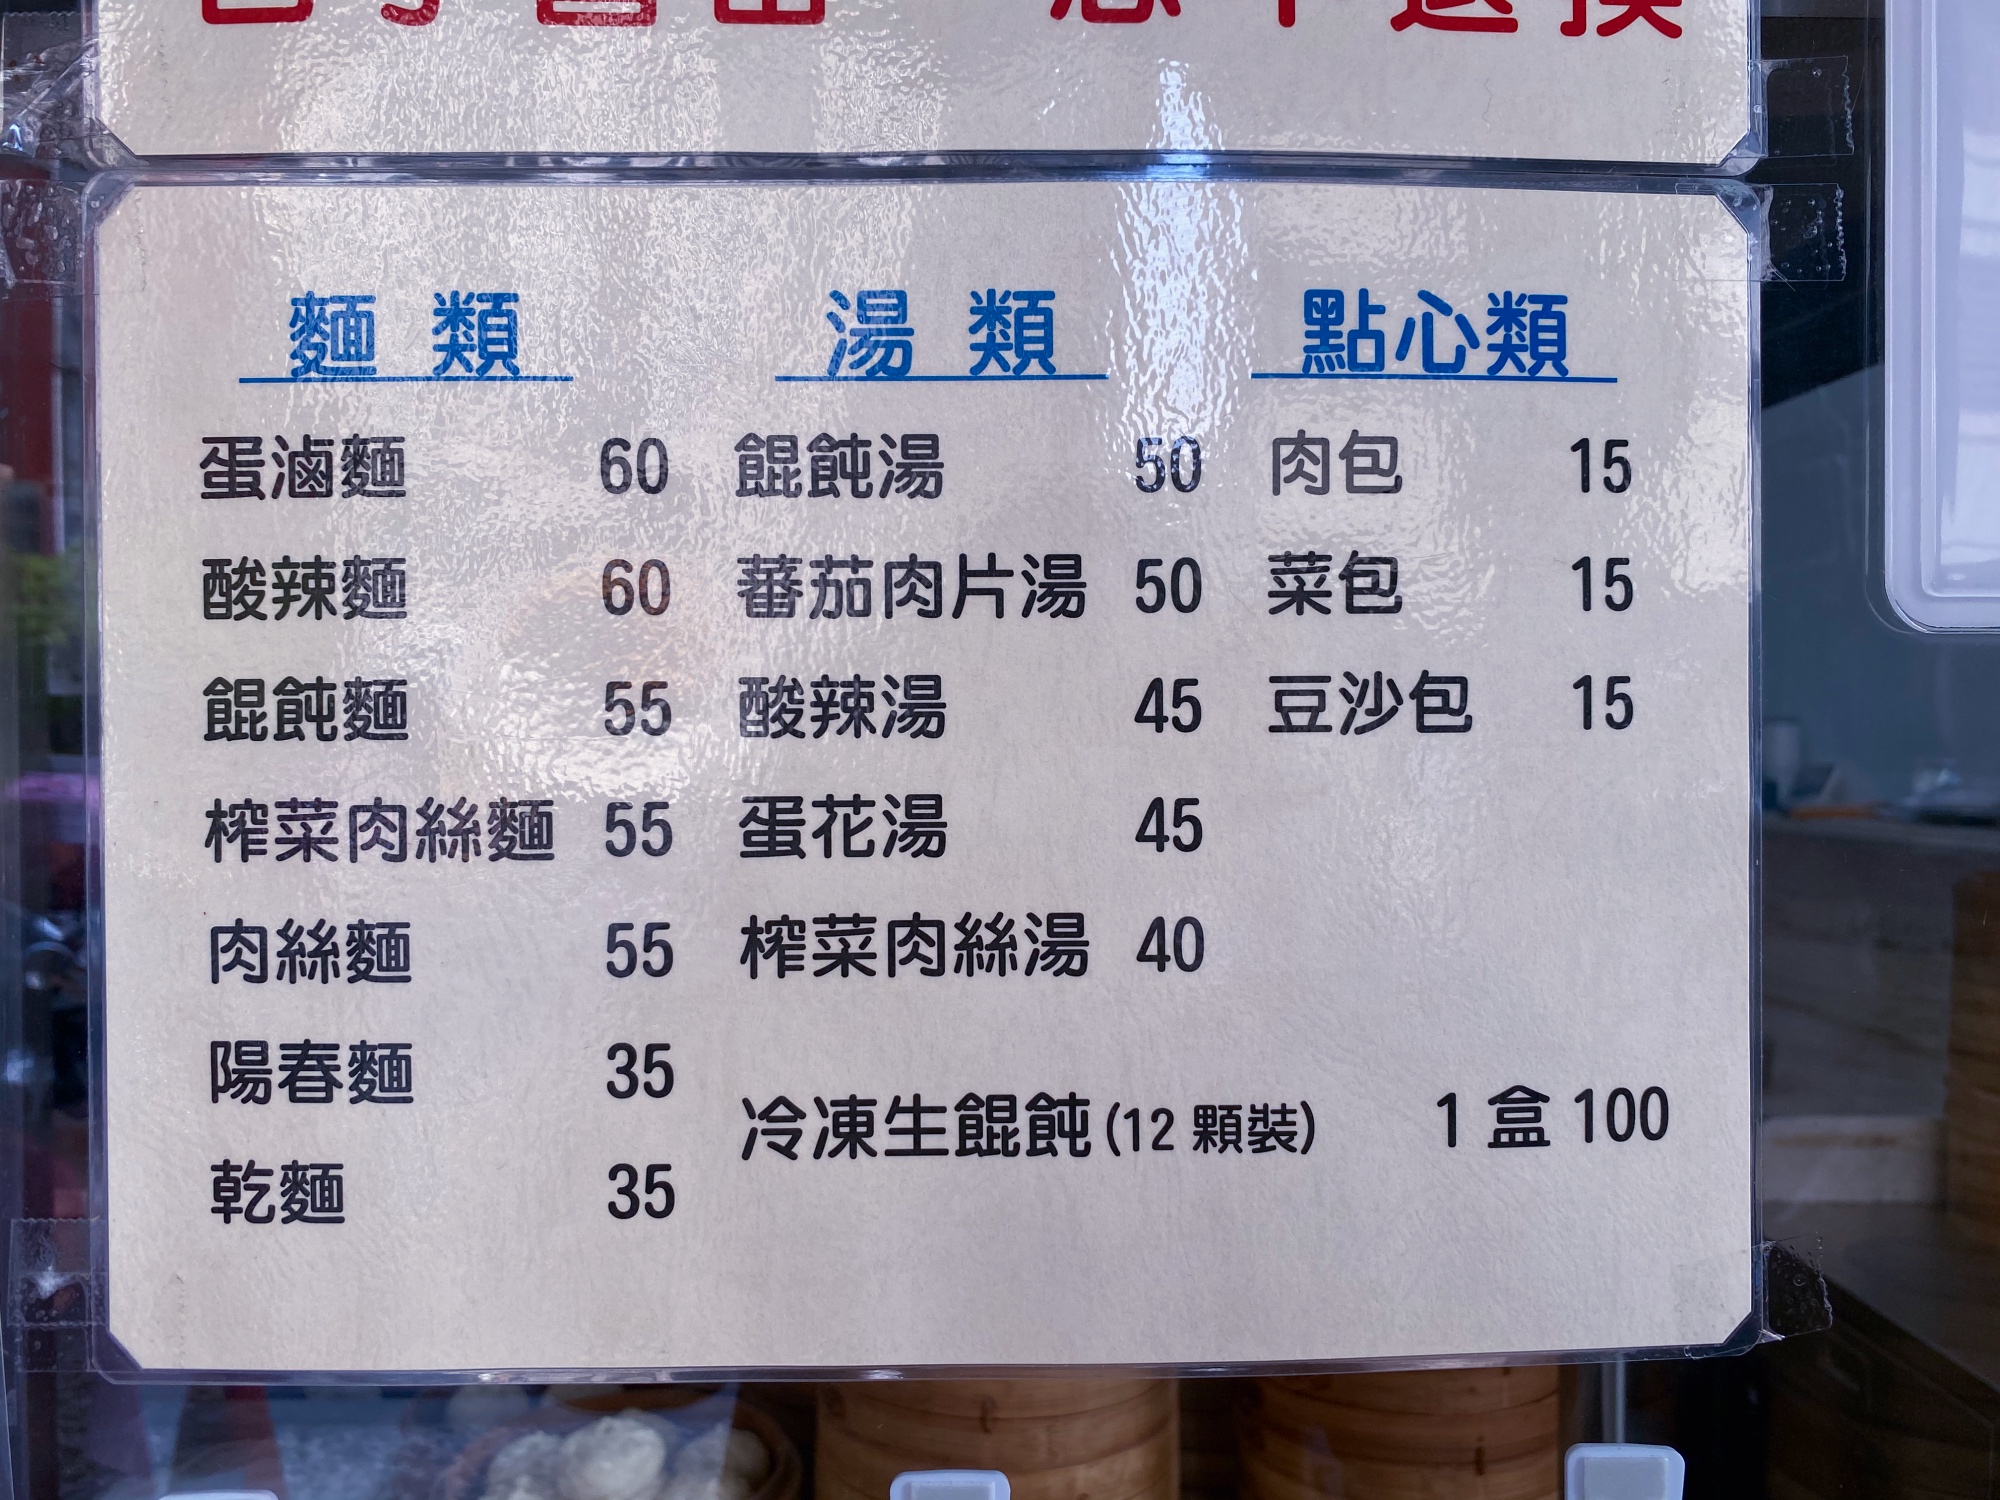 麵類
蛋滷麵 60
酸辣麵 60
餛飩麵 55
榨菜肉絲麵 55
肉絲麵 55
陽春麵 35
乾麵 35
湯類
餛飩湯 50
蕃茄肉片湯 50
酸辣湯 45
蛋花湯 45
榨菜肉絲湯 40
點心類
肉包 15
菜包 15
豆沙包 15
冷凍生餛飩(12 顆裝) 1 盒 100